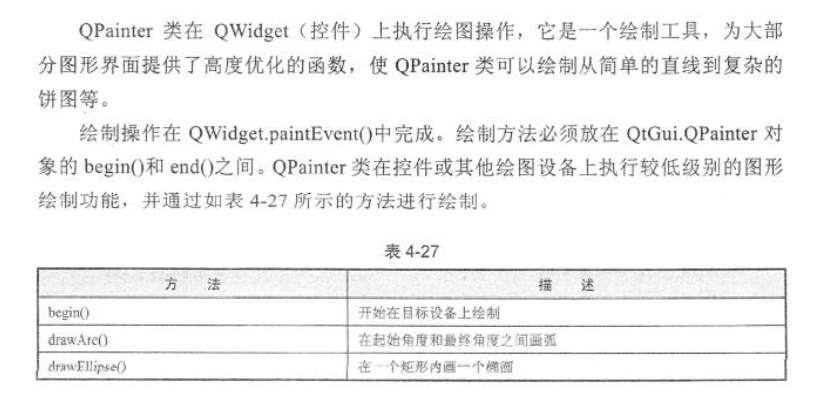 QPainter 类在 QWidget（控件）上执行绘图操作，它是一个绘制工具，为大部
分图形界面提供了高度优化的函数，使 QPainter 类可以绘制从简单的直线到复杂的
饼图等。
绘制操作在 QWidget.paintEvent()中完成。绘制方法必须放在 QtGui.QPainter 对
象的 begin()和 end()之间。QPainter 类在控件或其他绘图设备上执行较低级别的图形
绘制功能，并通过如表 4-27 所示的方法进行绘制。
表 4-27
方 法 描 述
begin() 开始在目标设备上绘制
drawArc() 在起始角度和最终角度之间画弧
drawEllipse() 在一个矩形内画一个椭圆